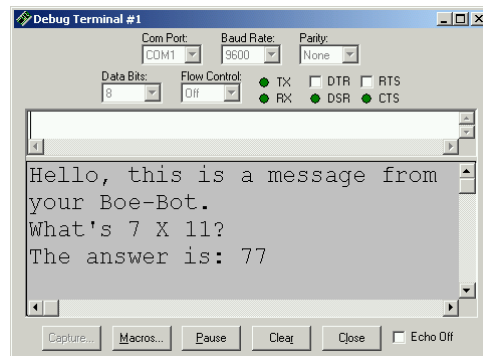 Debug Terminal #1
Com Port: Baud Rate: Parity:
COM1 9600 None
Data Bits: Flow Control: TX DTR RTS
8 Off RX DSR CTS
Hello, this is a message from
your Boe-Bot.
What's 7 X 11?
The answer is: 77
Capture... Macros... Pause Clear Close Echo Off